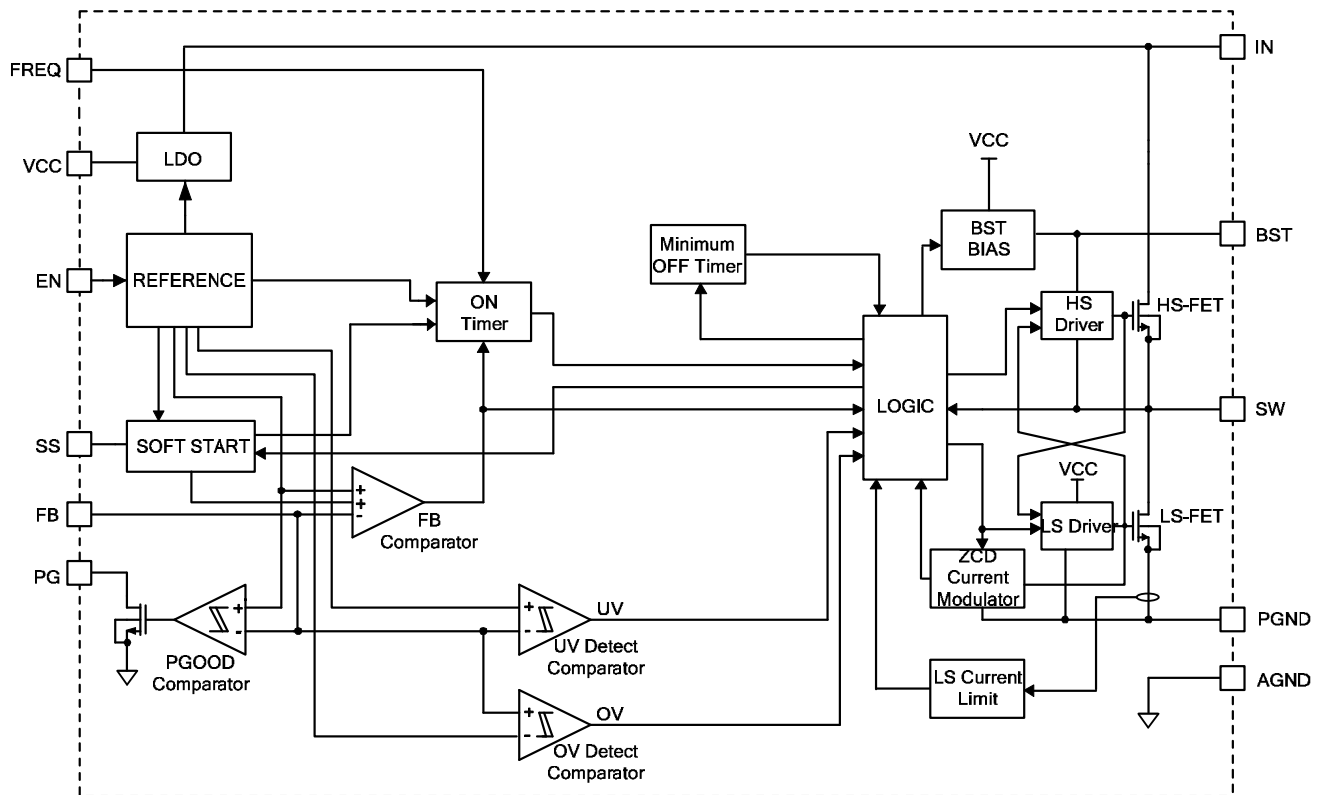 IN
FREQ
VCC
LDO
VCC
BST
BIAS
BST
Minimum
OFF Timer
EN
REFERENCE
ON
Timer
HS
Driver
HS-FET
LOGIC
SW
SS
SOFT START
VCC
FB
+
+
-
FB
Comparator
LS Driver
LS-FET
PG
ZCD
Current
Modulator
+
-
PGOOD
Comparator
+
-
UV
UV Detect
Comparator
PGND
LS Current
Limit
AGND
+
-
OV
OV Detect
Comparator